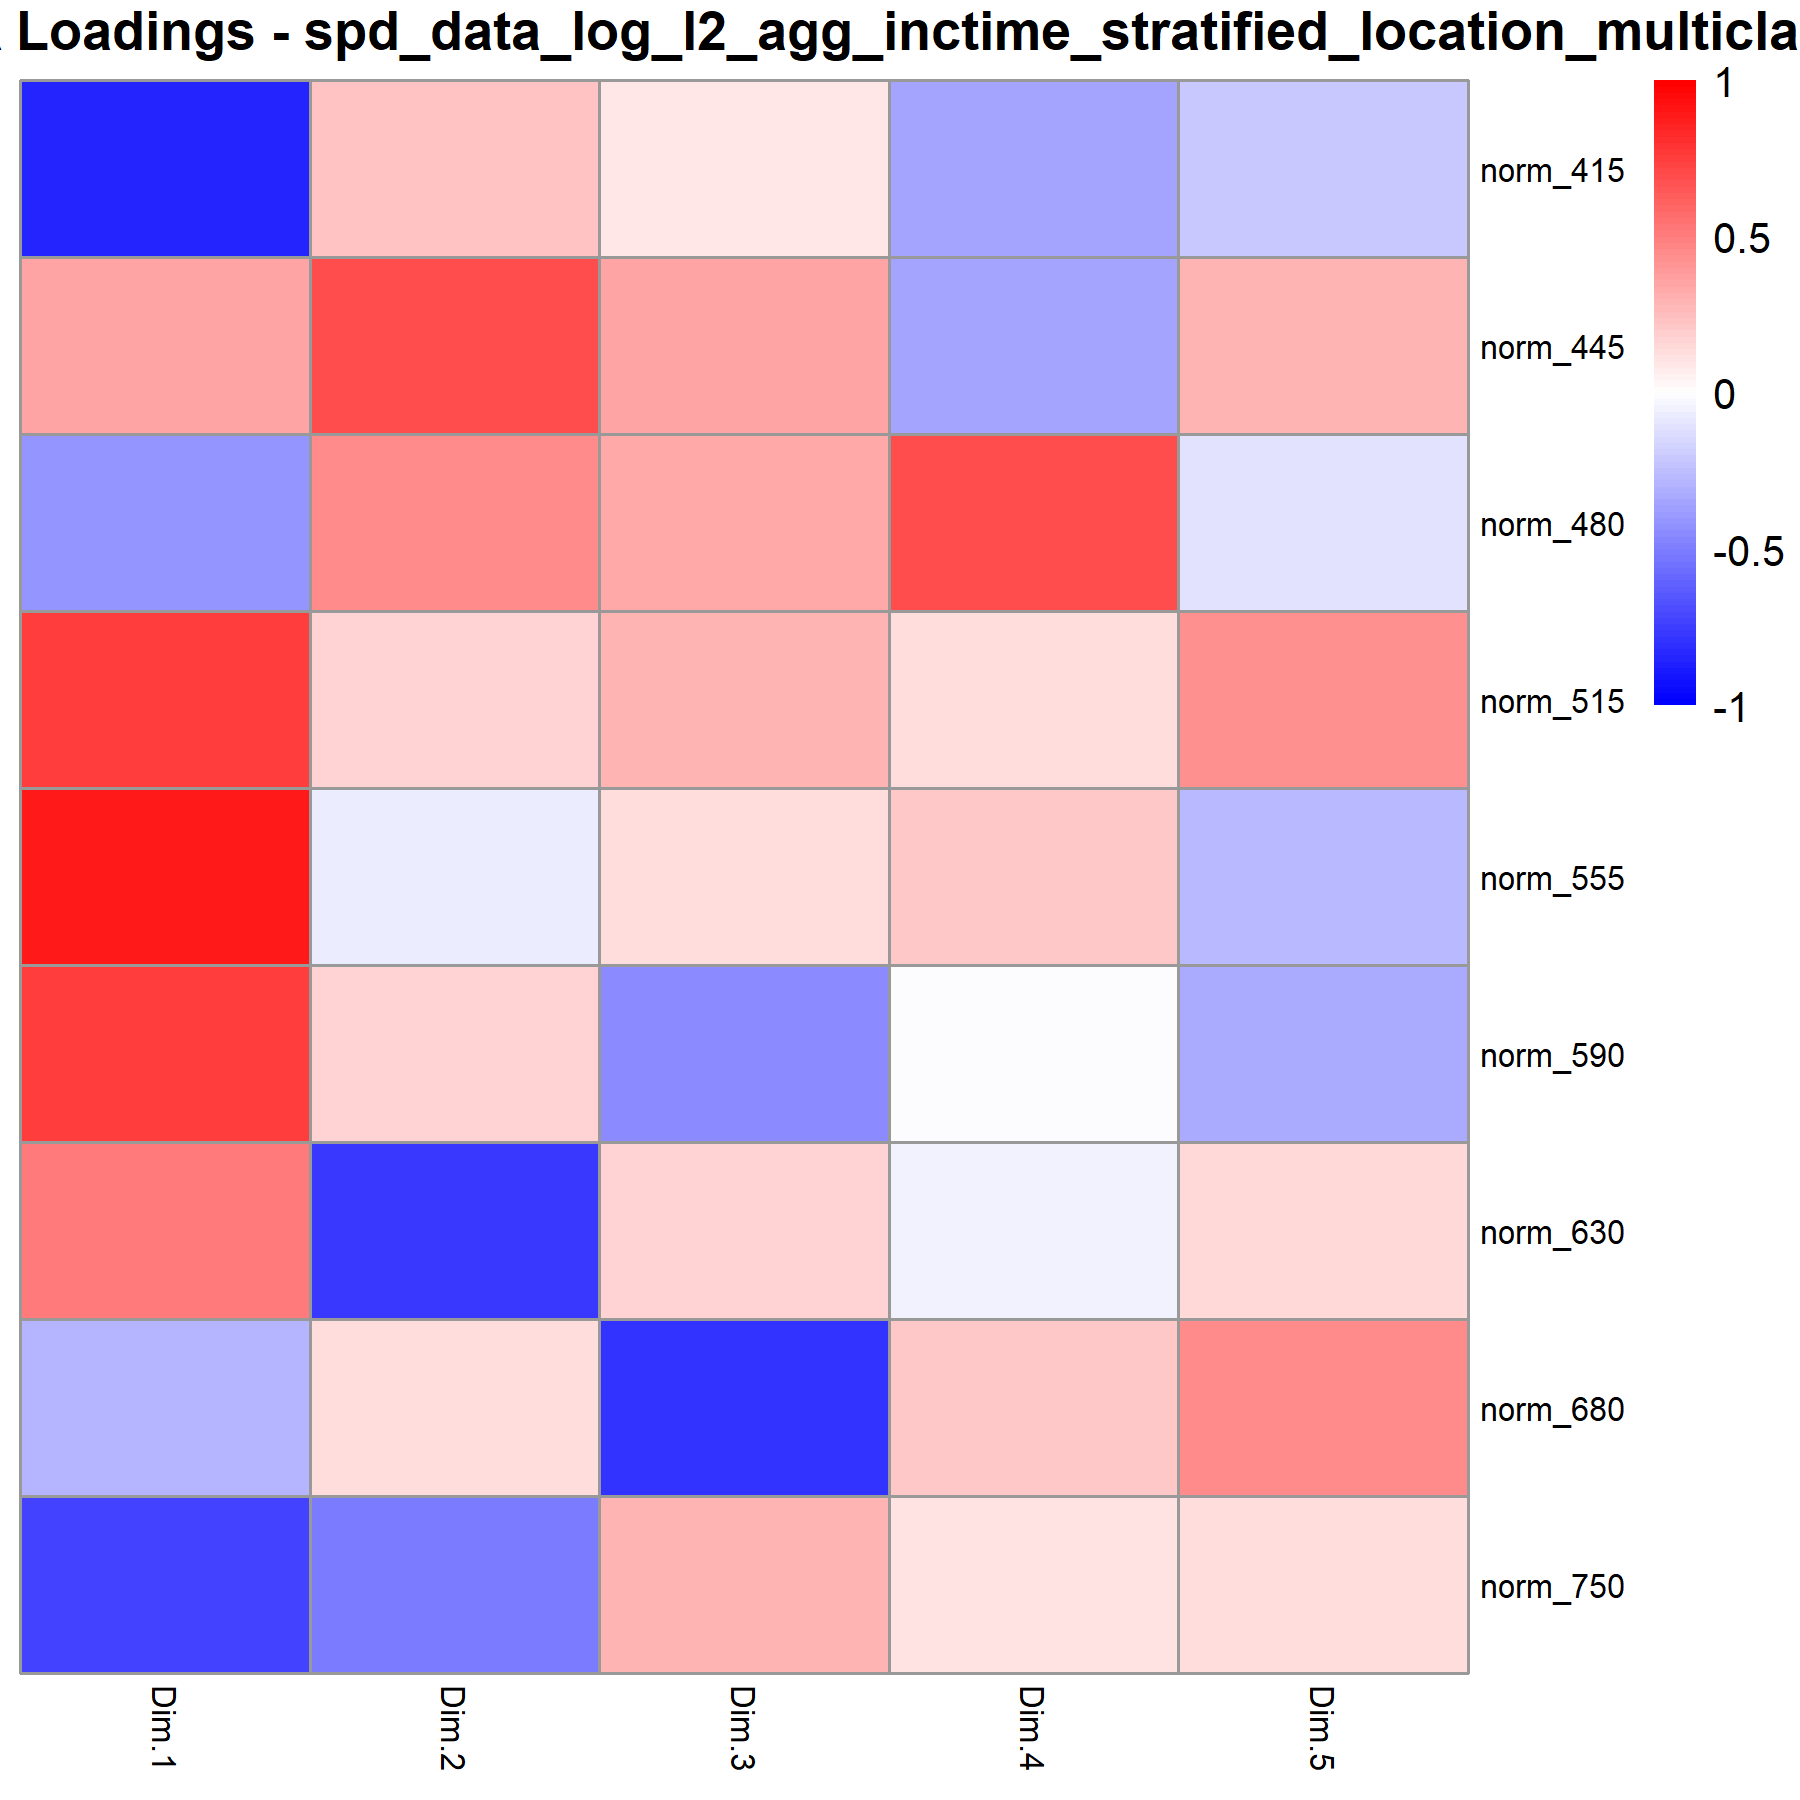 Loadings - spd_data_log_l2_agg_inctime_stratified_location_multicla
1
0.5
0
-0.5
-1
norm_415
norm_445
norm_480
norm_515
norm_555
norm_590
norm_630
norm_680
norm_750
Dim.1
Dim.2
Dim.3
Dim.4
Dim.5